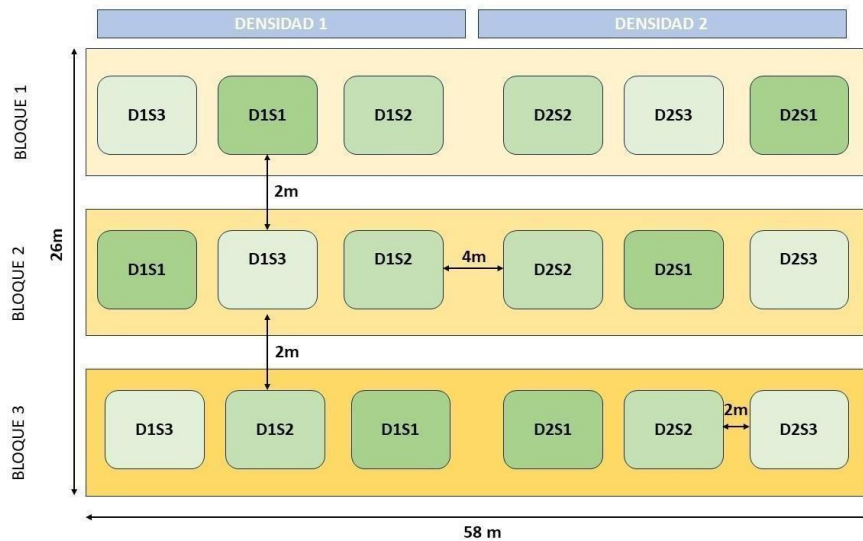 DENSIDAD 1
DENSIDAD 2
BLOQUE 1
D1S3
D1S1
D1S2
D2S2
D2S3
D2S1
2m
26m
BLOQUE 2
D1S1
D1S3
D1S2
4m
D2S2
D2S1
D2S3
2m
BLOQUE 3
D1S3
D1S2
D1S1
D2S1
D2S2
2m
D2S3
58 m